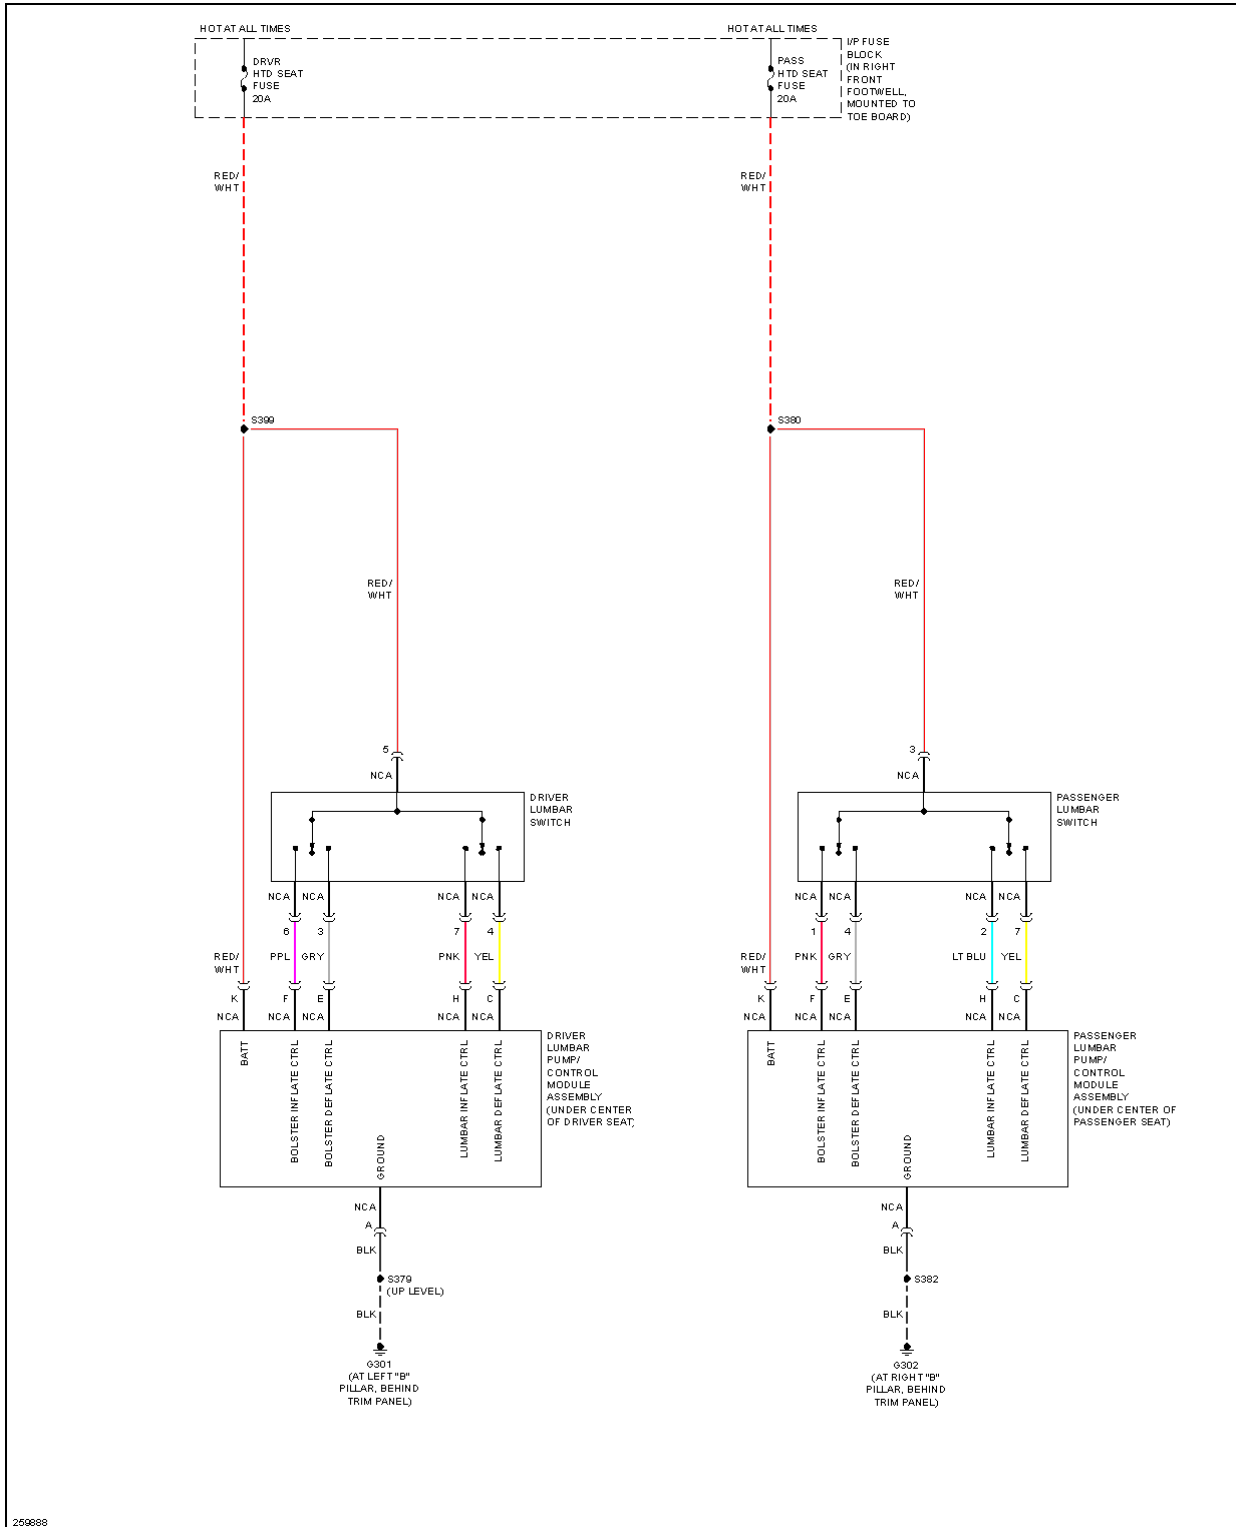 HOT AT ALL TIMES
HOT AT ALL TIMES
DRVR
HTD SEAT
FUSE
20A
PASS
HTD SEAT
FUSE
20A
I/P FUSE
BLOCK
(IN RIGHT
FRONT
FOOTWELL,
MOUNTED TO
TOE BOARD)
RED/
WHT
RED/
WHT
S399
S380
RED/
WHT
RED/
WHT
5
3
NCA
NCA
DRIVER
LUMBAR
SWITCH
PASSENGER
LUMBAR
SWITCH
NCA NCA NCA NCA
NCA NCA NCA NCA
6 3 7 4
1 4 2 7
RED/
WHT
PPL GRY PNK YEL
RED/
WHT
PNK GRY LT BLU YEL
K F E H C
K F E H C
NCA NCA NCA NCA NCA
NCA NCA NCA NCA NCA
BATT
BOLSTER INFLATE CTRL
BOLSTER DEFLATE CTRL
GROUND
LUMBAR INFLATE CTRL
LUMBAR DEFLATE CTRL
DRIVER
LUMBAR
PUMP/
CONTROL
MODULE
ASSEMBLY
(UNDER CENTER
OF DRIVER SEAT)
BATT
BOLSTER INFLATE CTRL
BOLSTER DEFLATE CTRL
GROUND
LUMBAR INFLATE CTRL
LUMBAR DEFLATE CTRL
PASSENGER
LUMBAR
PUMP/
CONTROL
MODULE
ASSEMBLY
(UNDER CENTER OF
PASSENGER SEAT)
NCA
A
BLK
S379
(UP LEVEL)
BLK
G301
(AT LEFT "B"
PILLAR, BEHIND
TRIM PANEL)
NCA
A
BLK
S382
BLK
G302
(AT RIGHT "B"
PILLAR, BEHIND
TRIM PANEL)
259888